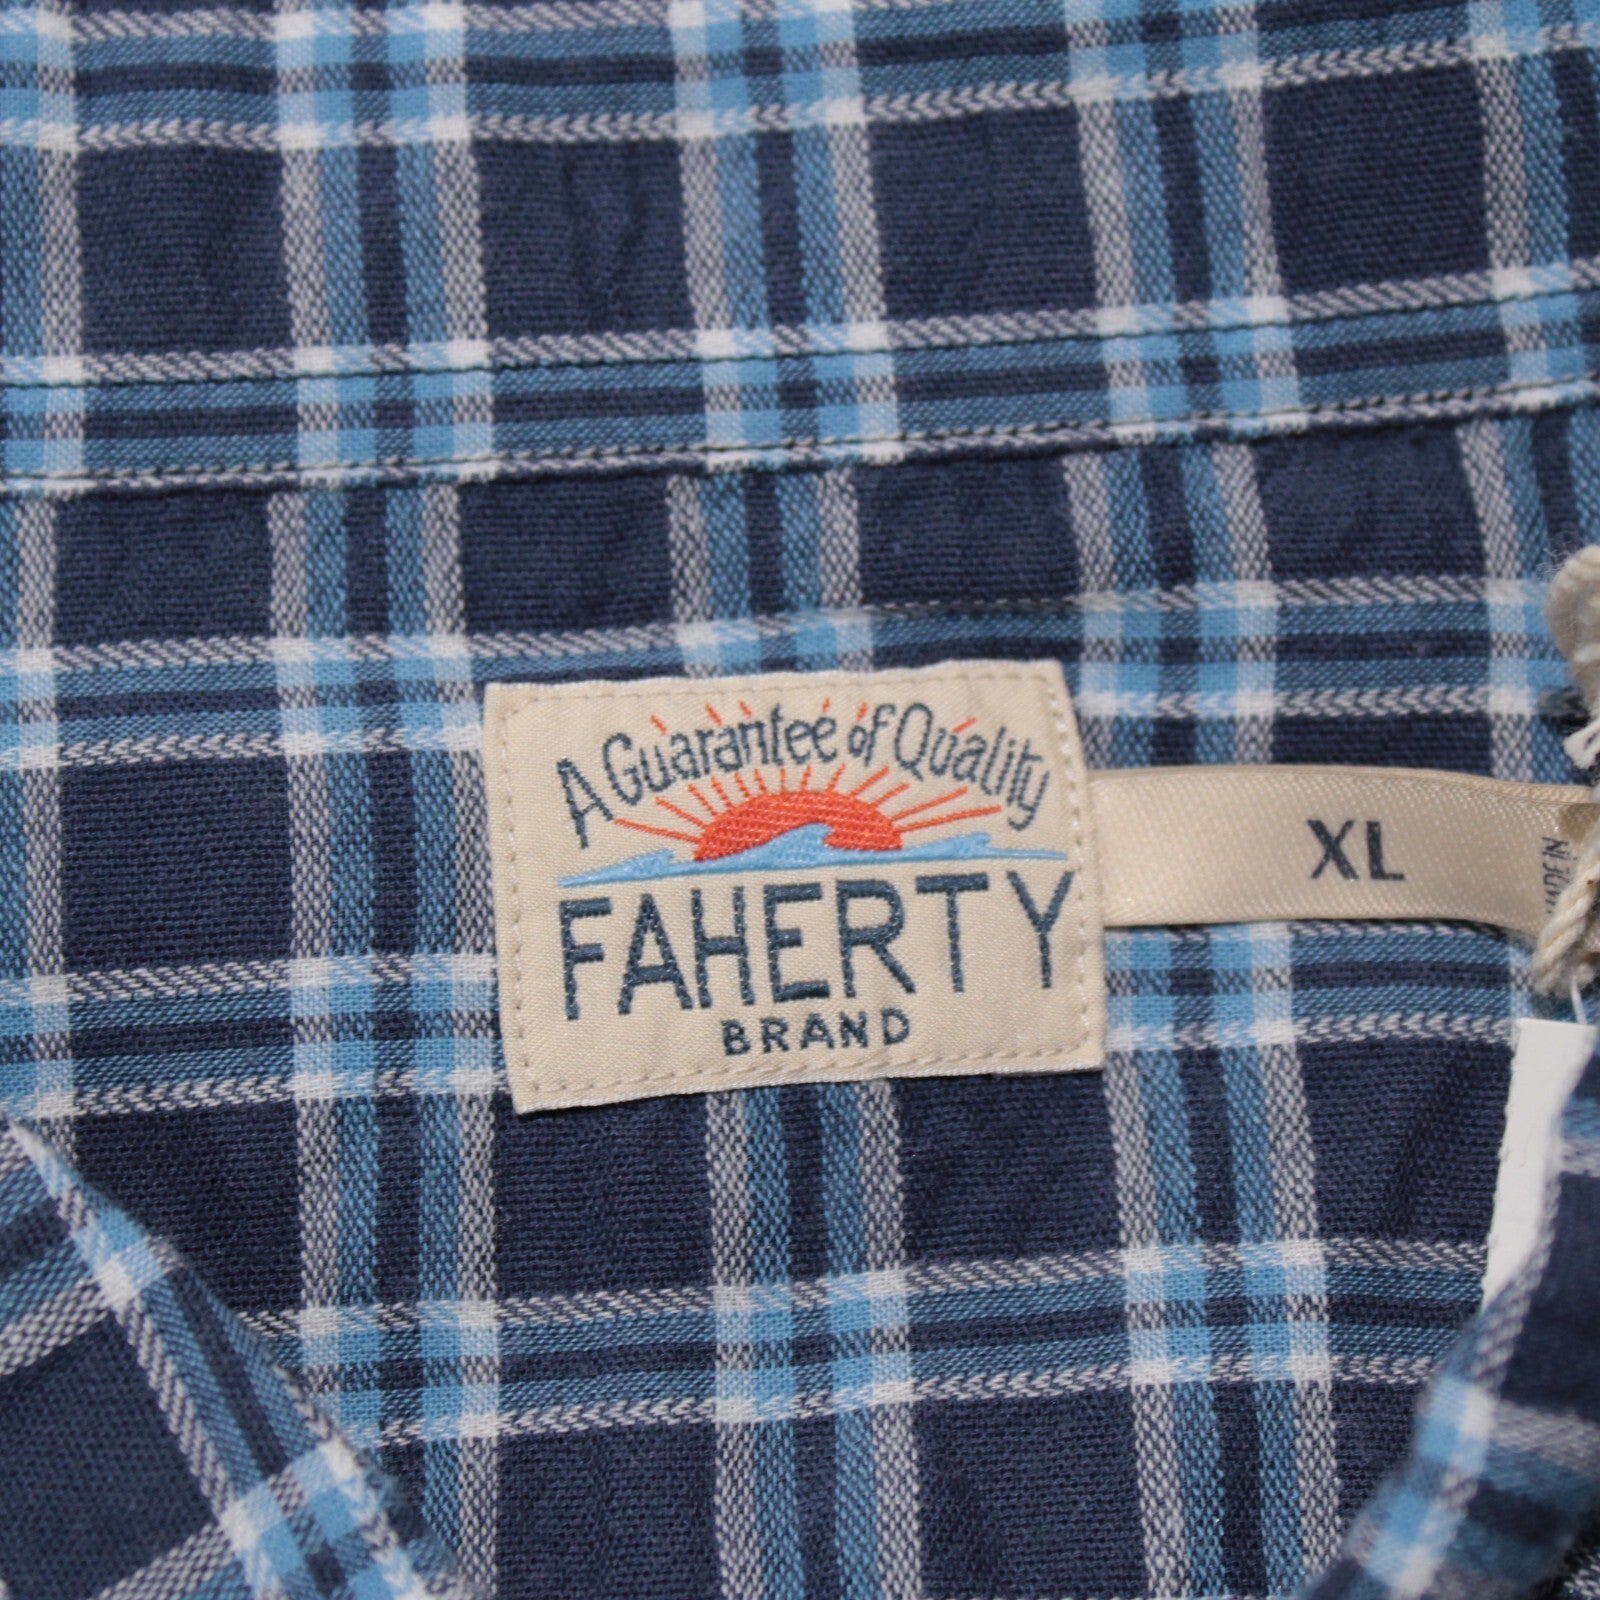 A Guarantee of Quality
FAHERTY
BRAND
XL